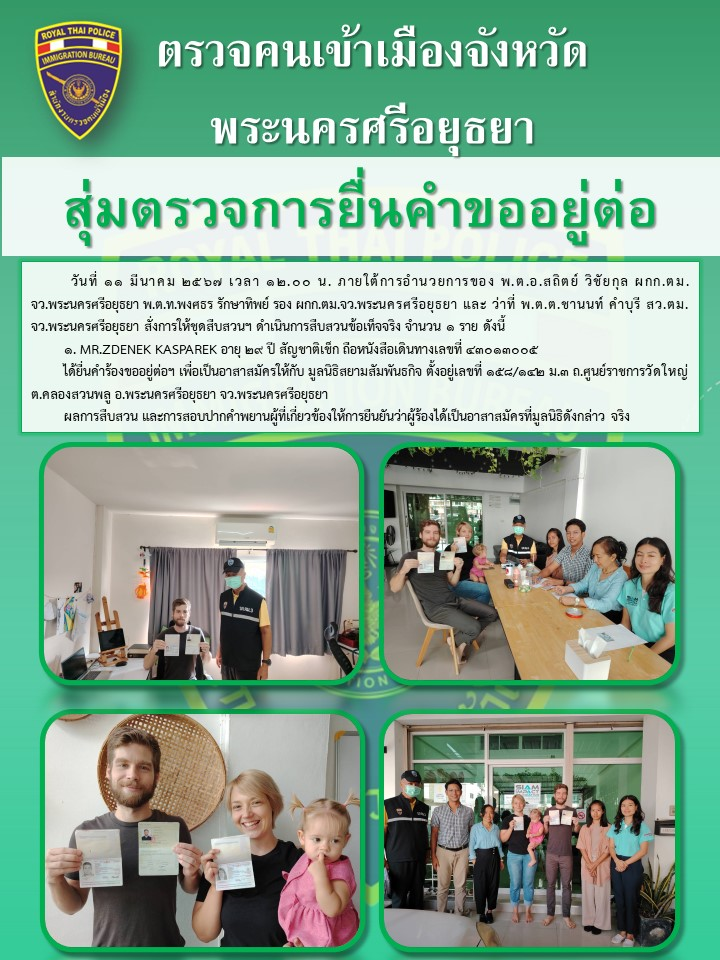 ROYAL THAI POLICE
IMMIGRATION BUREAU
สำนักงานตรวจคนเข้าเมือง
ตรวจคนเข้าเมืองจังหวัด
พระนครศรีอยุธยา
สุ่มตรวจการยื่นคำขออยู่ต่อ
วันที่ ๑๑ มีนาคม ๒๕๖๗ เวลา ๑๒.๐๐ น. ภายใต้การอำนวยการของ พ.ต.อ.สถิตย์ วิชัยกุล ผกก.ตม.
จว.พระนครศรีอยุธยา พ.ต.ท.พงศธร รักษาทิพย์ รอง ผกก.ตม.จว.พระนครศรีอยุธยา และ ว่าที่ พ.ต.ต.ชานนท์ คำบุรี สว.ตม.
จว.พระนครศรีอยุธยา สั่งการให้ชุดสืบสวนฯ ดำเนินการสืบสวนข้อเท็จจริง จำนวน ๑ ราย ดังนี้
๑. MR.ZDENEK KASPAREK อายุ ๒๙ ปี สัญชาติเช็ก ถือหนังสือเดินทางเลขที่ ๔๓๐๑๓๐๐๕
ได้ยื่นคำร้องขออยู่ต่อฯ เพื่อเป็นอาสาสมัครให้กับ มูลนิธิสยามสัมพันธกิจ ตั้งอยู่เลขที่ ๑๕๘/๑๔๒ ม.๓ ถ.ศูนย์ราชการวัดใหญ่
ต.คลองสวนพลู อ.พระนครศรีอยุธยา จว.พระนครศรีอยุธยา
ผลการสืบสวน และการสอบปากคำพยานผู้ที่เกี่ยวข้องให้การยืนยันว่าผู้ร้องได้เป็นอาสาสมัครที่มูลนิธิดังกล่าว จริง
SIAM